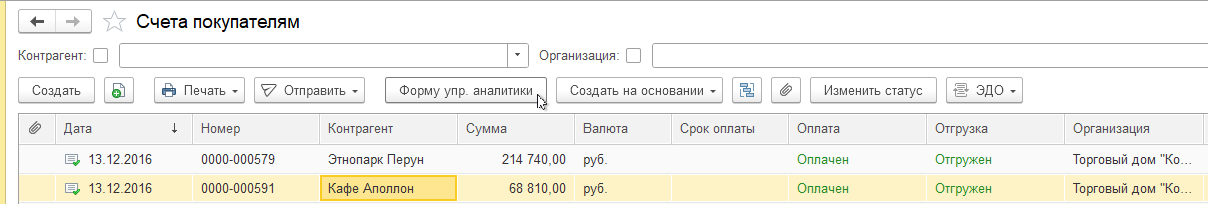 Счета покупателям
Контрагент: Организация:
Создать Печать Отправить Форму упр. аналитики Создать на основании Изменить статус ЭДО
Дата ↓ Номер Контрагент Сумма Валюта Срок оплаты Оплата Отгрузка Организация
13.12.2016 0000-000579 Этнопарк Перун 214 740,00 руб. Оплачен Отгружен Торговый дом "Ко...
13.12.2016 0000-000591 Кафе Аполлон 68 810,00 руб. Оплачен Отгружен Торговый дом "Ко...